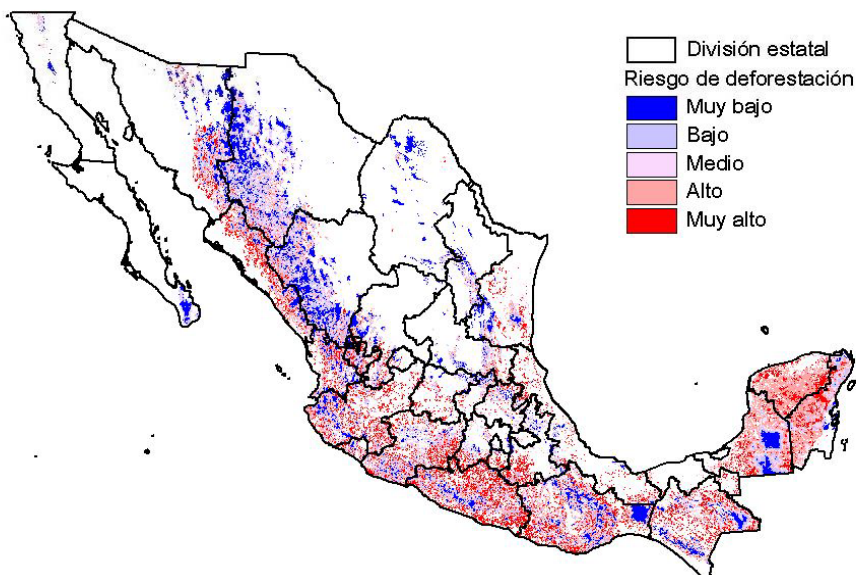 División estatal
Riesgo de deforestación
Muy bajo
Bajo
Medio
Alto
Muy alto